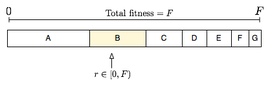 0 F
Total fitness = F
A B C D E F G
r ∈ [0, F)